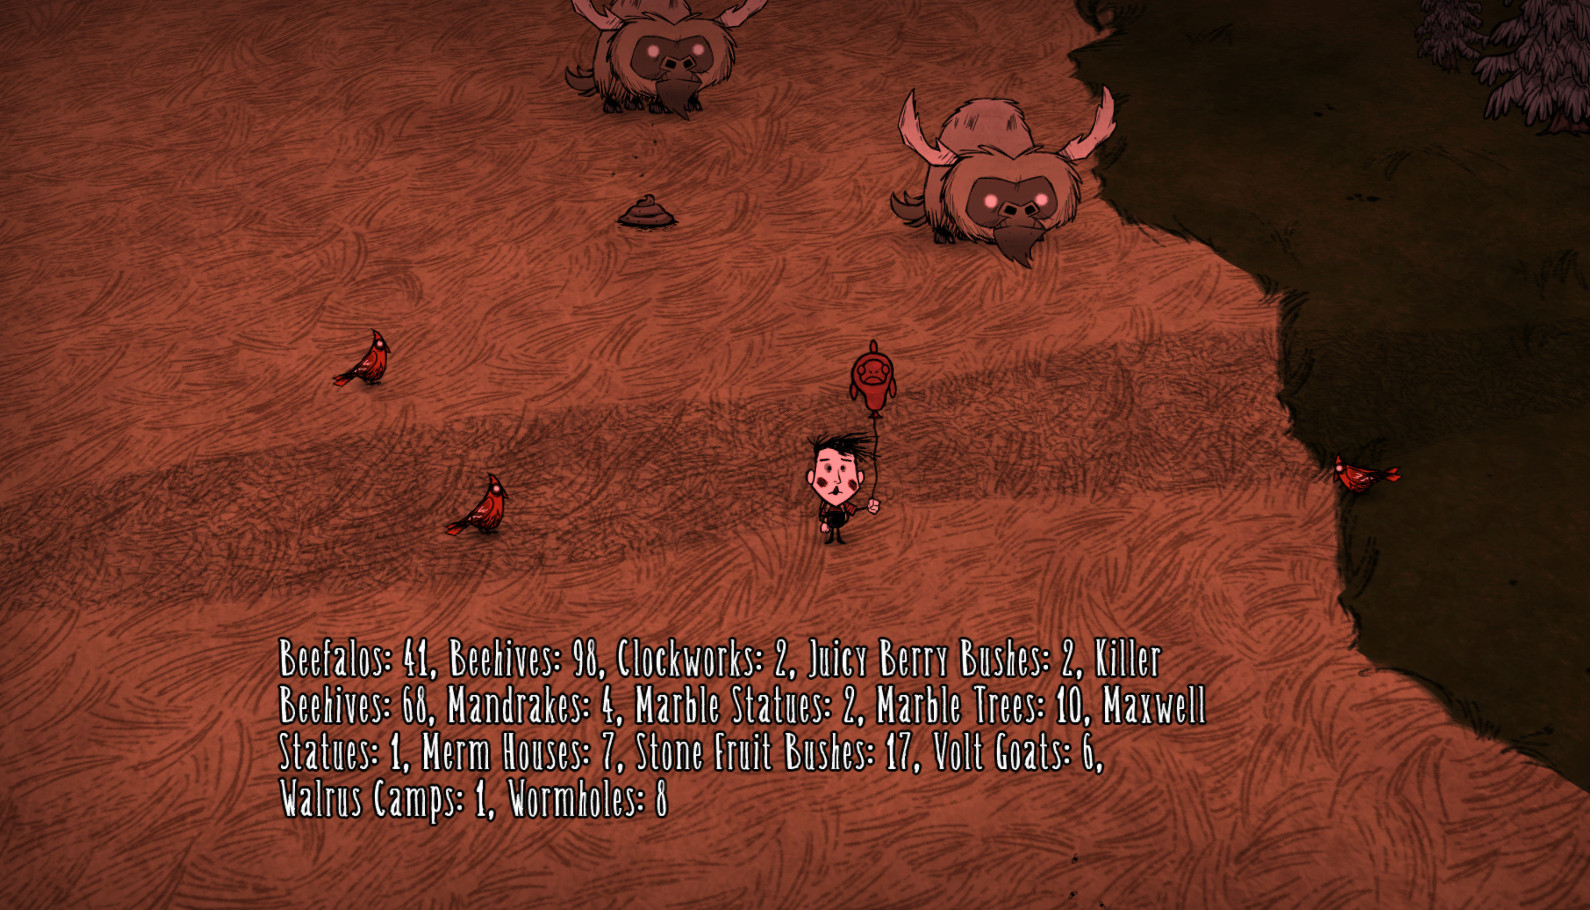 Beefalos: 41, Beehives: 98, Clockworks: 2, Juicy Berry Bushes: 2, Killer
Beehives: 68, Mandrakes: 4, Marble Statues: 2, Marble Trees: 10, Maxwell
Statues: 1, Merm Houses: 7, Stone Fruit Bushes: 17, Volt Goats: 6,
Walrus Camps: 1, Wormholes: 8